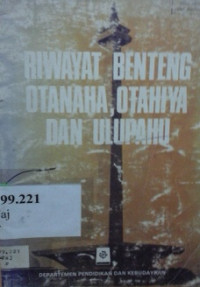 RIWAYAT BENTENG
OTANAHA, OTAHIYA
DAN ULUPAHU
99.221
aj
DEPARTEMEN PENDIDIKAN DAN KEBUDAYAAN